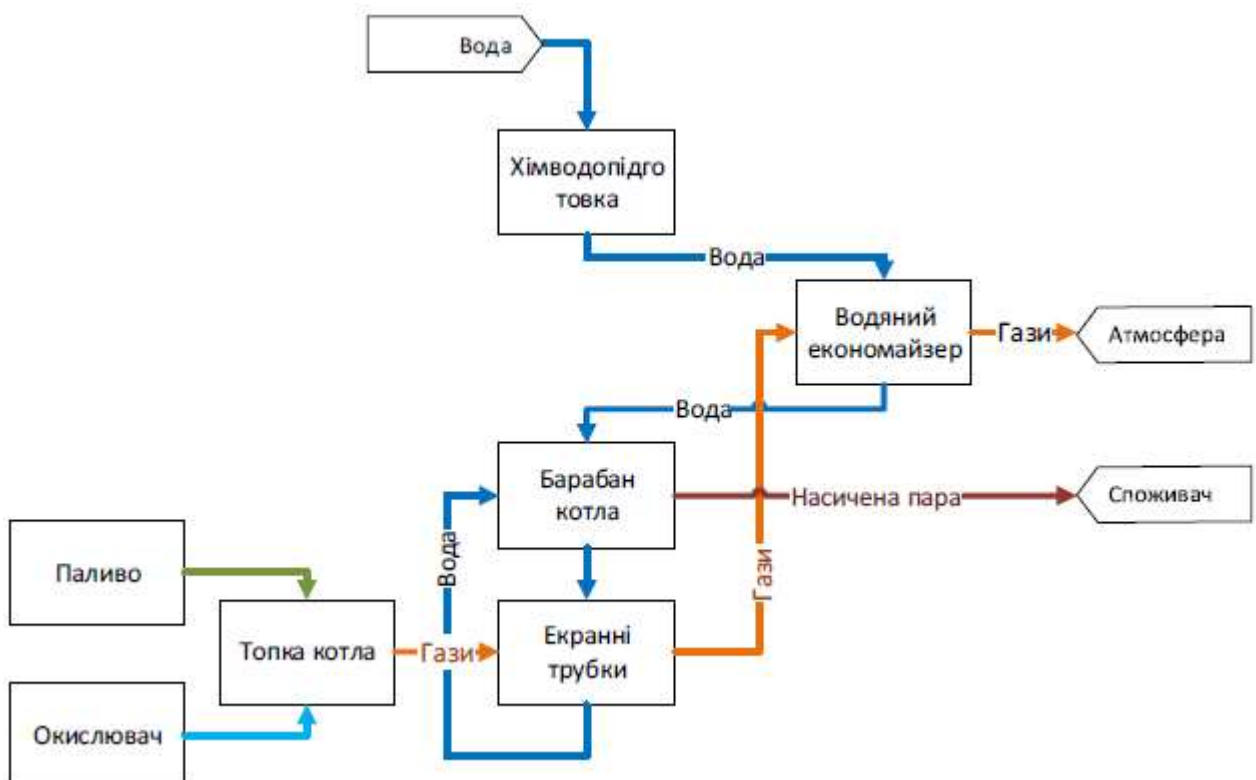 Вода
Хімводопідго
товка
Вода
Водяний
економайзер
Гази
Атмосфера
Вода
Барабан
котла
Насичена пара
Споживач
Вода
Гази
Паливо
Топка котла
Гази
Екранні
трубки
Окислювач